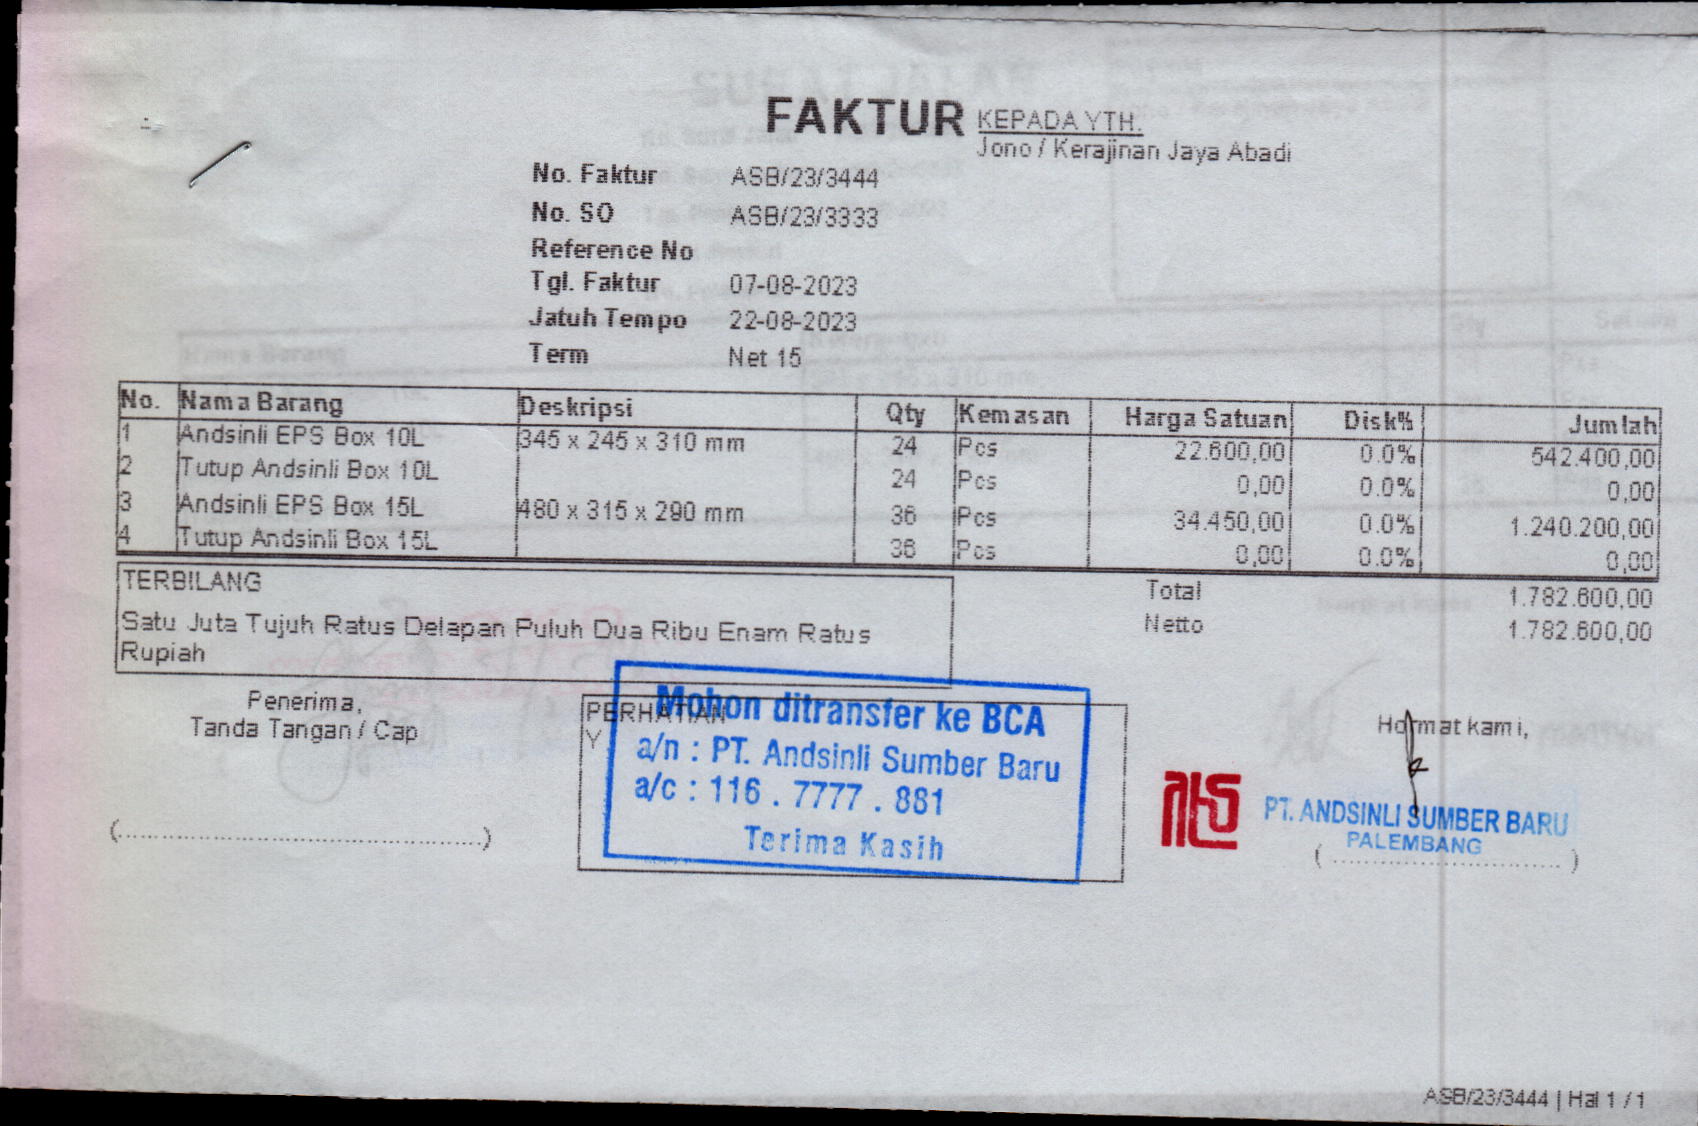 FAKTUR
KEPADA YTH.
Jono / Kerajinan Jaya Abadi
No. Faktur ASB/23/3444
No. SO ASB/23/3333
Reference No
Tgl. Faktur 07-08-2023
Jatuh Tempo 22-08-2023
Term Net 15
No. Nama Barang Deskripsi Qty Kemasan Harga Satuan Disk% Jumlah
1 Andsinli EPS Box 10L 345 x 245 x 310 mm 24 Pcs 22.600,00 0.0% 542.400,00
2 Tutup Andsinli Box 10L 24 Pcs 0,00 0.0% 0,00
3 Andsinli EPS Box 15L 480 x 315 x 290 mm 36 Pcs 34.450,00 0.0% 1.240.200,00
4 Tutup Andsinli Box 15L 36 Pcs 0,00 0.0% 0,00
TERBILANG
Satu Juta Tujuh Ratus Delapan Puluh Dua Ribu Enam Ratus
Rupiah
Total 1.782.600,00
Netto 1.782.600,00
Penerima,
Tanda Tangan / Cap
(................................................)
PERHATIAN
Y
Mohon ditransfer ke BCA
a/n : PT. Andsinli Sumber Baru
a/c : 116 . 7777 . 881
Terima Kasih
Hormat kami,
PT. ANDSINLI SUMBER BARU
PALEMBANG
( .............................. )
ASB/23/3444 | Hal 1 / 1